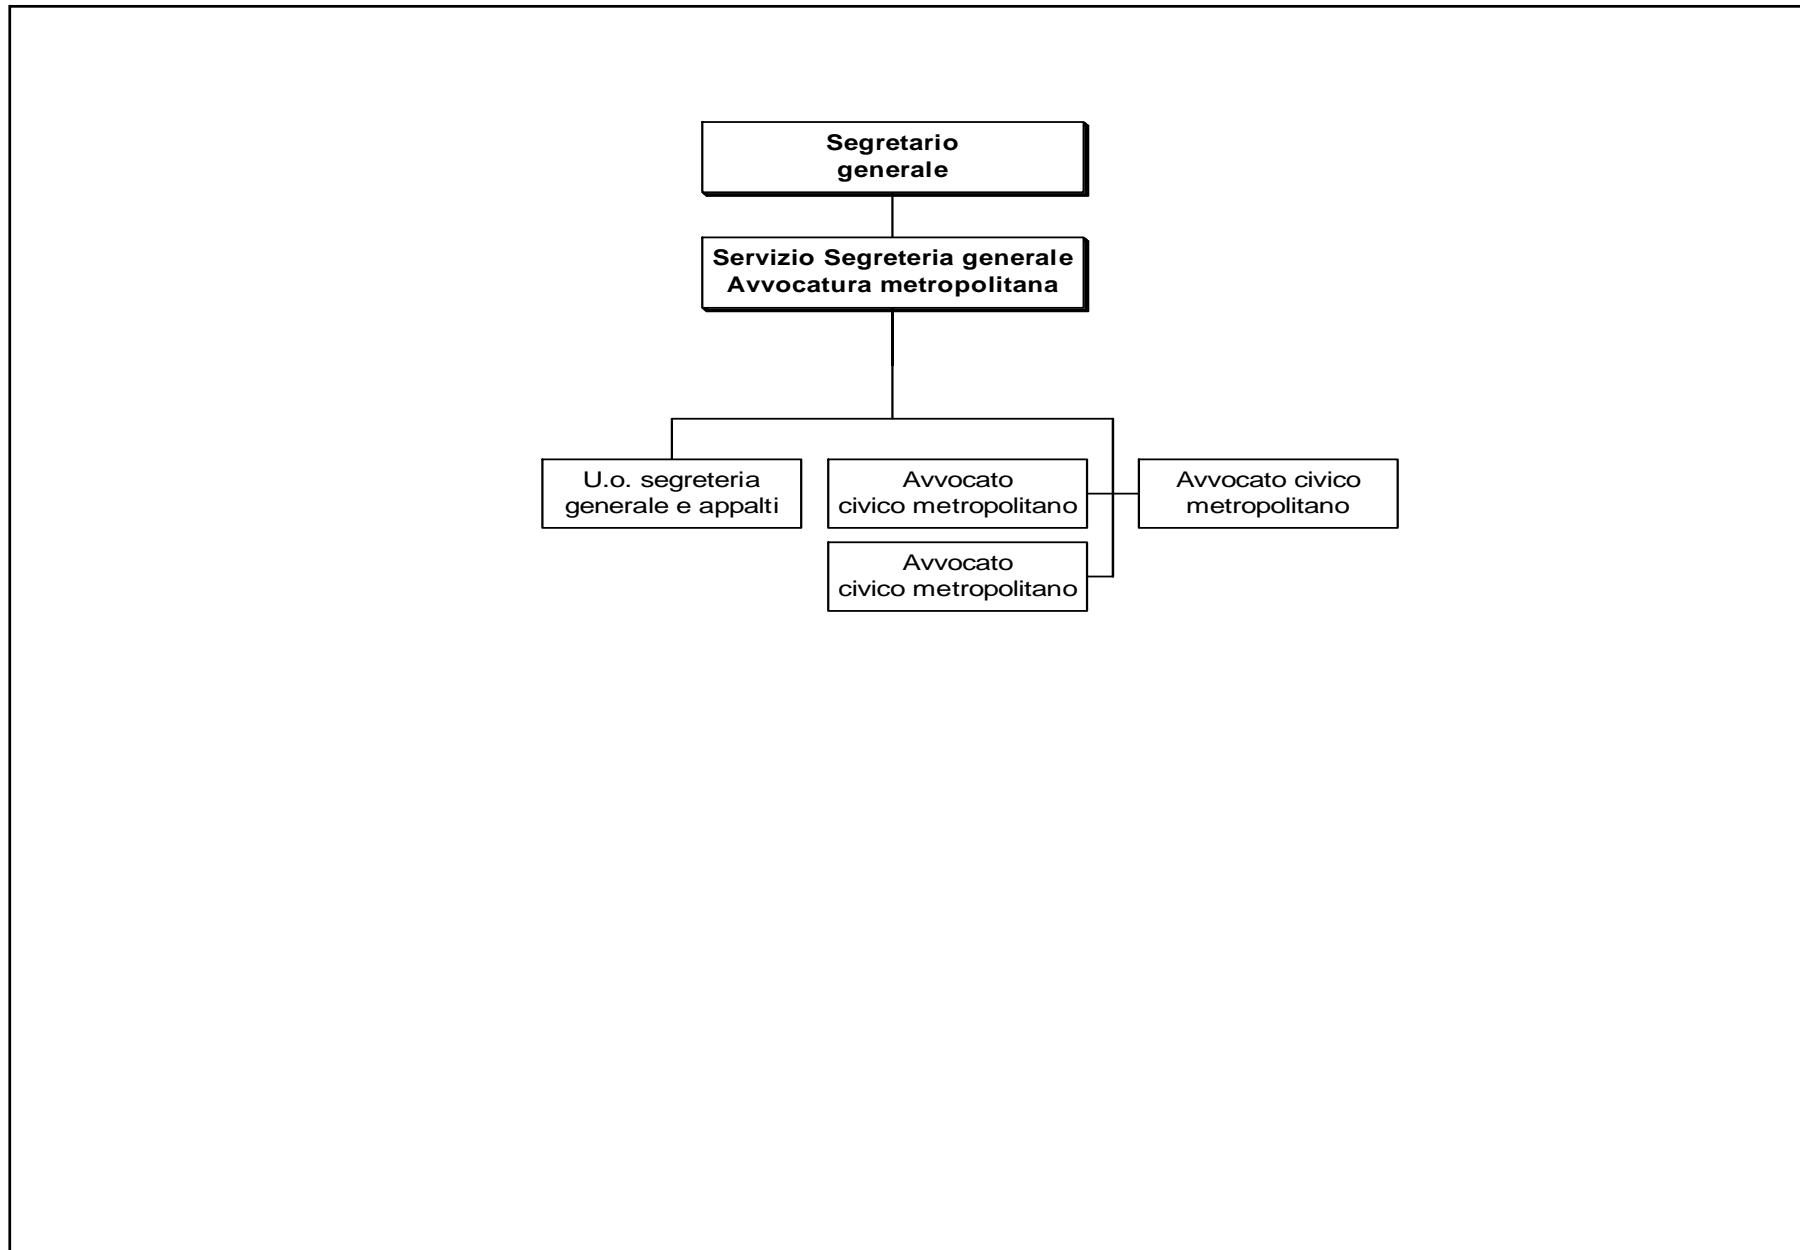 Segretario
generale
Servizio Segreteria generale
Avvocatura metropolitana
U.o. segreteria
generale e appalti
Avvocato
civico metropolitano
Avvocato civico
metropolitano
Avvocato
civico metropolitano